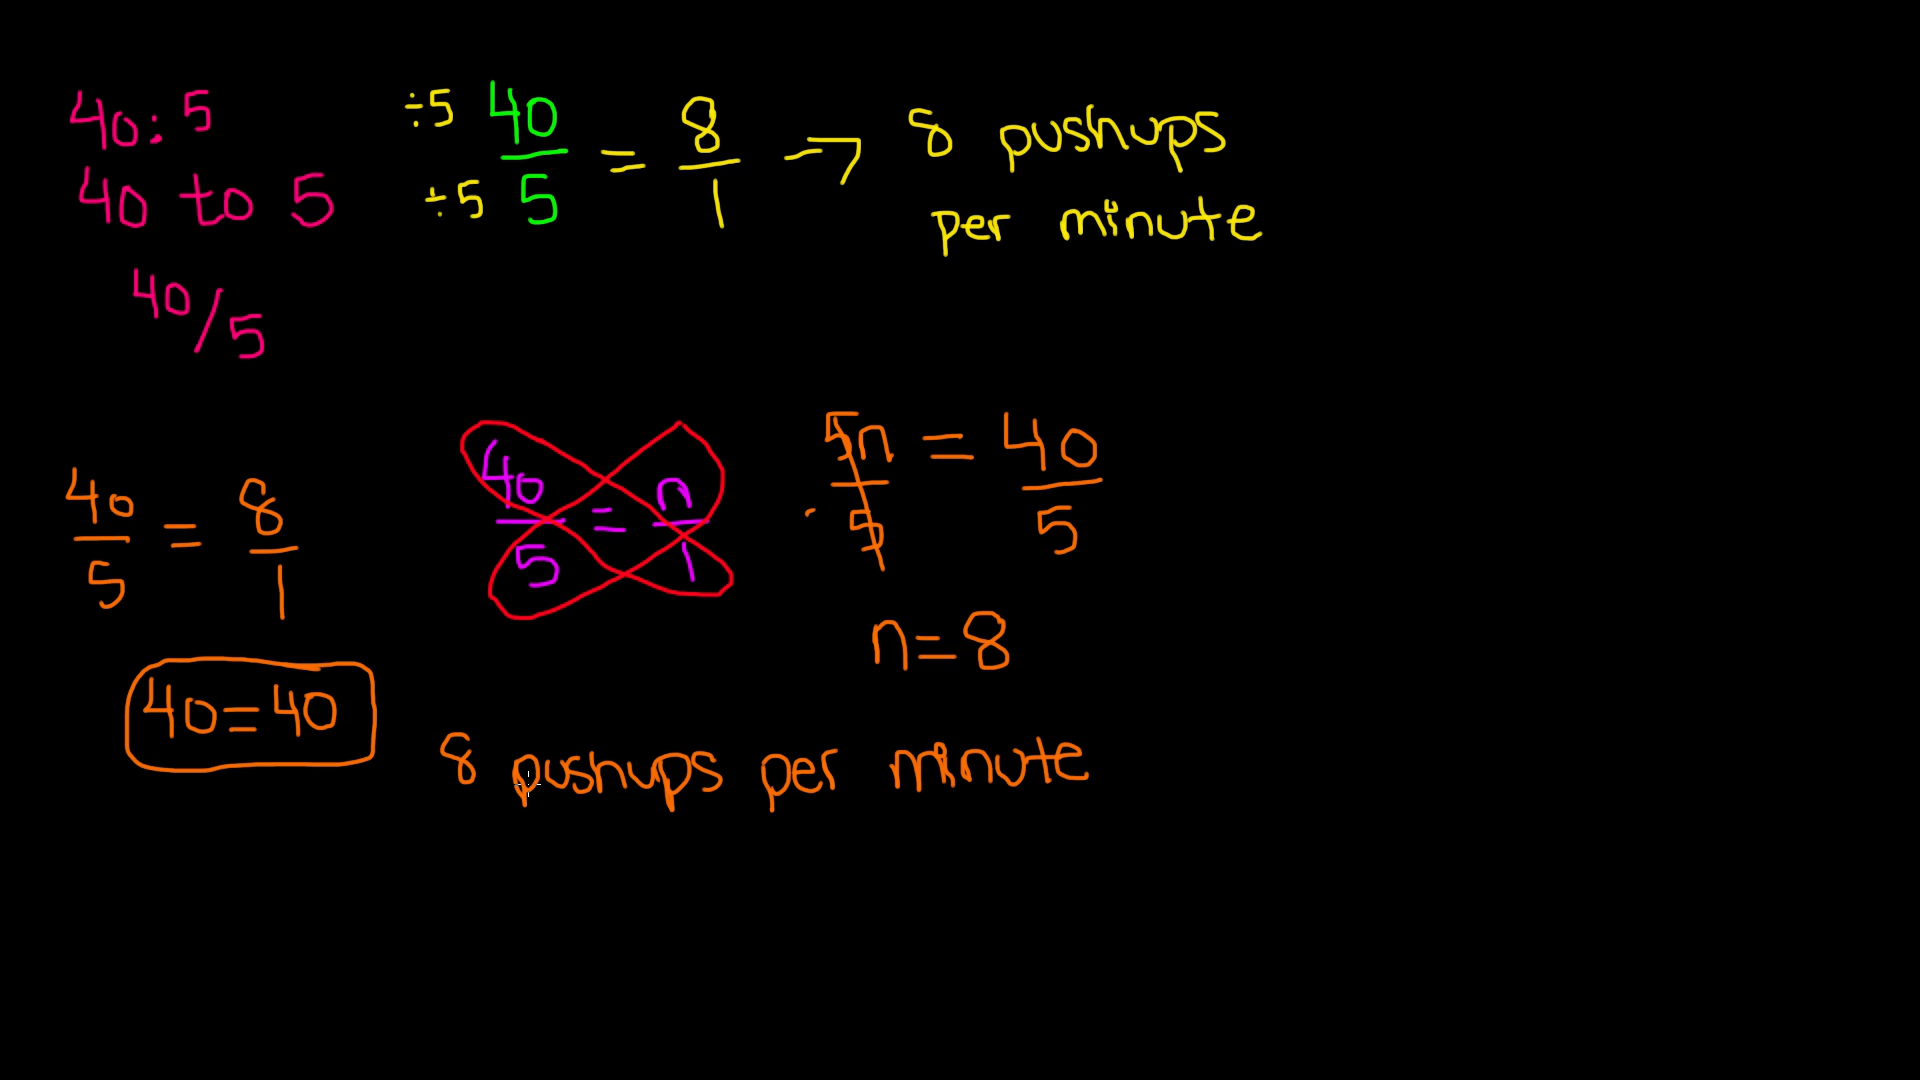 40:5
40 to 5
40/5
÷5 40/÷5 5 = 8/1 → 8 pushups
per minute
40/5 = 8/1
40=40
40/5 = n/1
5n/5 = 40/5
n=8
8 pushups per minute